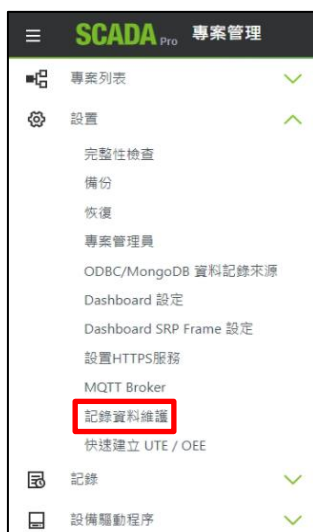 SCADA Pro 專案管理
專案列表
設置
完整性檢查
備份
恢復
專案管理員
ODBC/MongoDB 資料記錄來源
Dashboard 設定
Dashboard SRP Frame 設定
設置HTTPS服務
MQTT Broker
記錄資料維護
快速建立 UTE / OEE
記錄
設備驅動程序